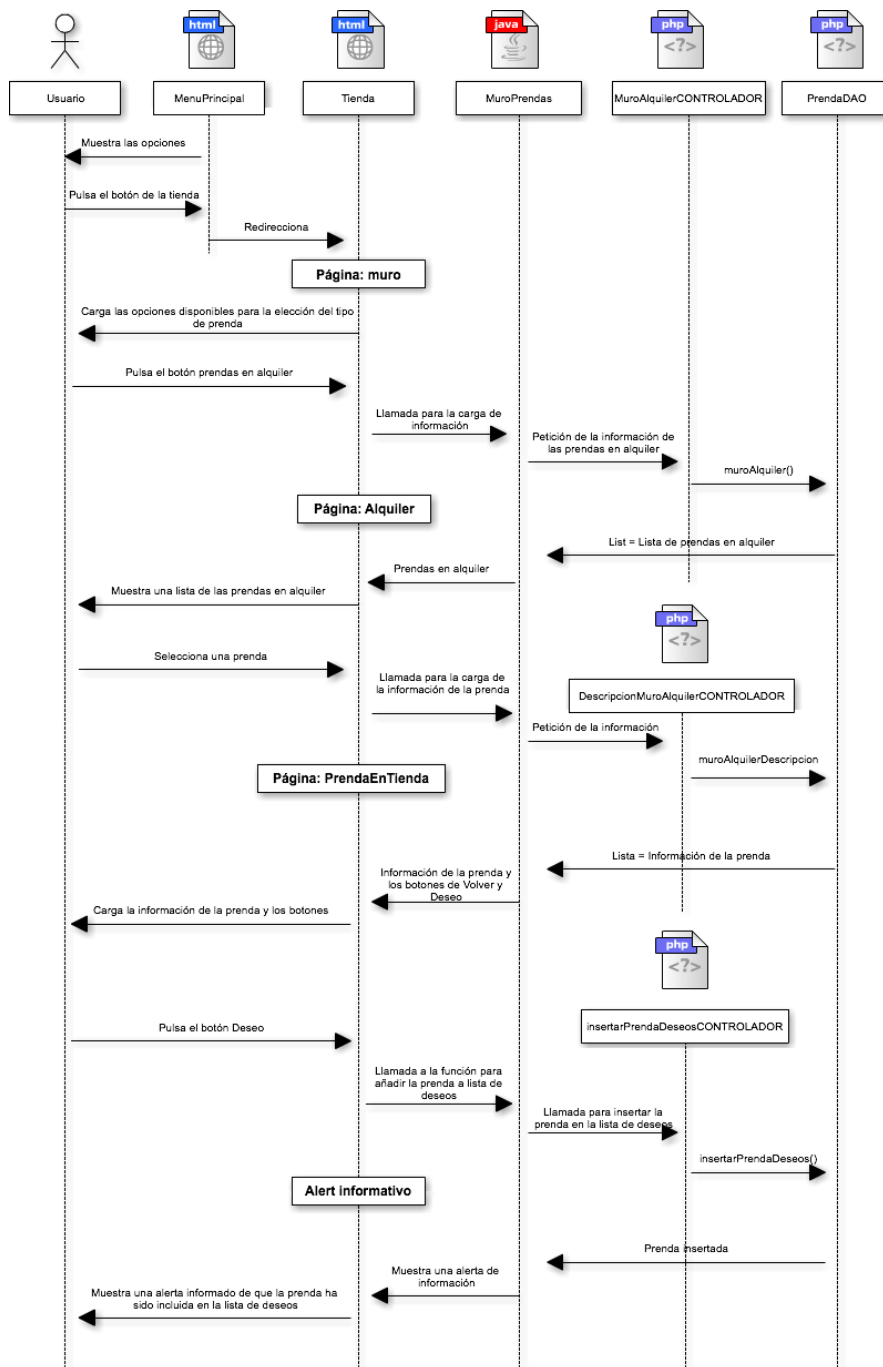 html
html
java
php
php
<?>
<?>
Usuario
MenuPrincipal
Tienda
MuroPrendas
MuroAlquilerCONTROLADOR
PrendaDAO
Muestra las opciones
Pulsa el botón de la tienda
Redirecciona
Página: muro
Carga las opciones disponibles para la elección del tipo
de prenda
Pulsa el botón prendas en alquiler
Llamada para la carga de
información
Petición de la información de
las prendas en alquiler
muroAlquiler()
Página: Alquiler
List = Lista de prendas en alquiler
Prendas en alquiler
Muestra una lista de las prendas en alquiler
php
<?>
Selecciona una prenda
Llamada para la carga de
la información de la prenda
DescripcionMuroAlquilerCONTROLADOR
Petición de la información
muroAlquilerDescripcion
Página: PrendaEnTienda
Lista = Información de la prenda
Información de la prenda y
los botones de Volver y
Deseo
Carga la información de la prenda y los botones
php
<?>
Pulsa el botón Deseo
insertarPrendaDeseosCONTROLADOR
Llamada a la función para
añadir la prenda a lista de
deseos
Llamada para insertar la
prenda en la lista de deseos
insertarPrendaDeseos()
Alert informativo
Prenda insertada
Muestra una alerta de
información
Muestra una alerta informado de que la prenda ha
sido incluida en la lista de deseos